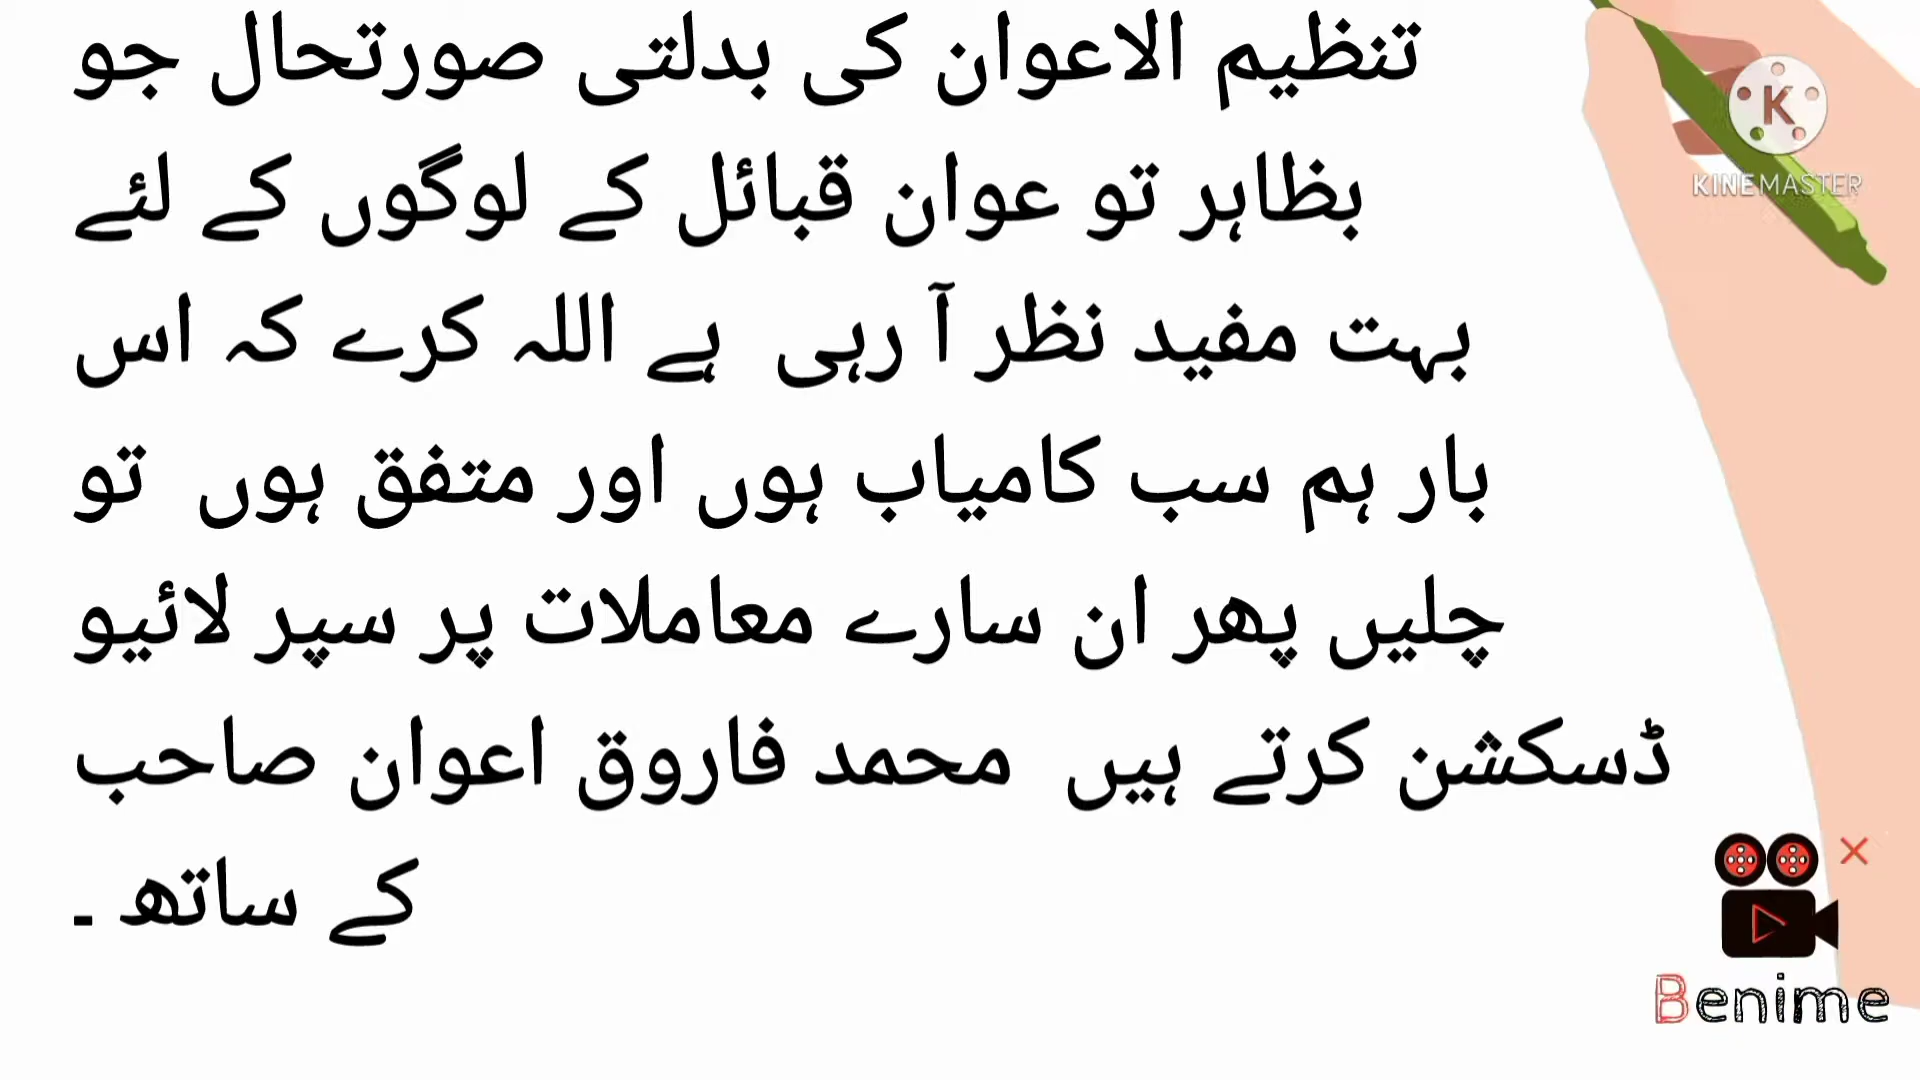 تنظیم الاعوان کی بدلتی صورتحال جو
بظاہر تو عوان قبائل کے لوگوں کے لئے
بہت مفید نظر آ رہی ہے اللہ کرے کہ اس
بار ہم سب کامیاب ہوں اور متفق ہوں تو
چلیں پھر ان سارے معاملات پر سپر لائیو
ڈسکشن کرتے ہیں محمد فاروق اعوان صاحب
کے ساتھ ۔
K
KINEMASTER
Benime